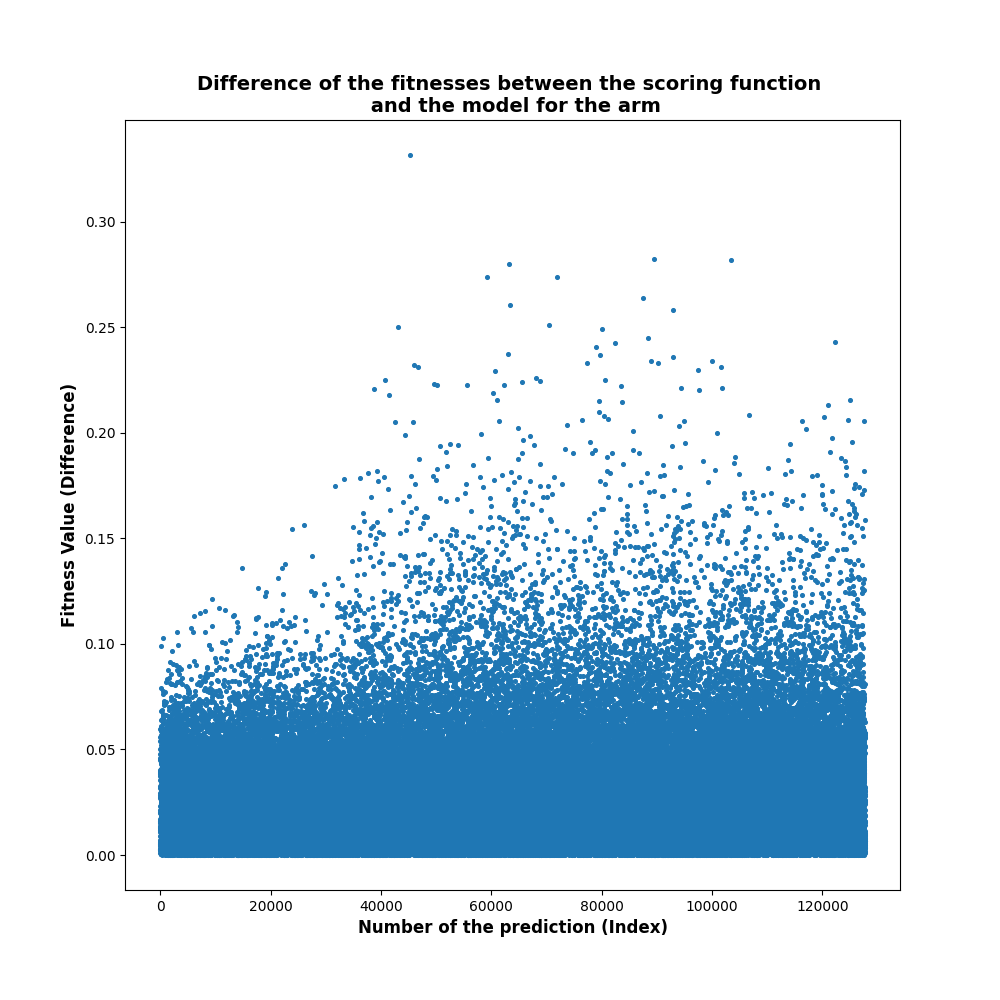 Difference of the fitnesses between the scoring function
and the model for the arm
0.30
0.25
0.20
0.15
0.10
0.05
0.00
Fitness Value (Difference)
0 20000 40000 60000 80000 100000 120000
Number of the prediction (Index)